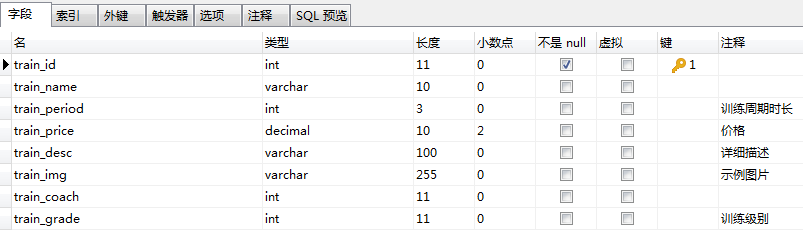 字段 索引 外键 触发器 选项 注释 SQL 预览
名 类型 长度 小数点 不是 null 虚拟 键 注释
train_id int 11 0 1
train_name varchar 10 0
train_period int 3 0 训练周期时长
train_price decimal 10 2 价格
train_desc varchar 100 0 详细描述
train_img varchar 255 0 示例图片
train_coach int 11 0
train_grade int 11 0 训练级别